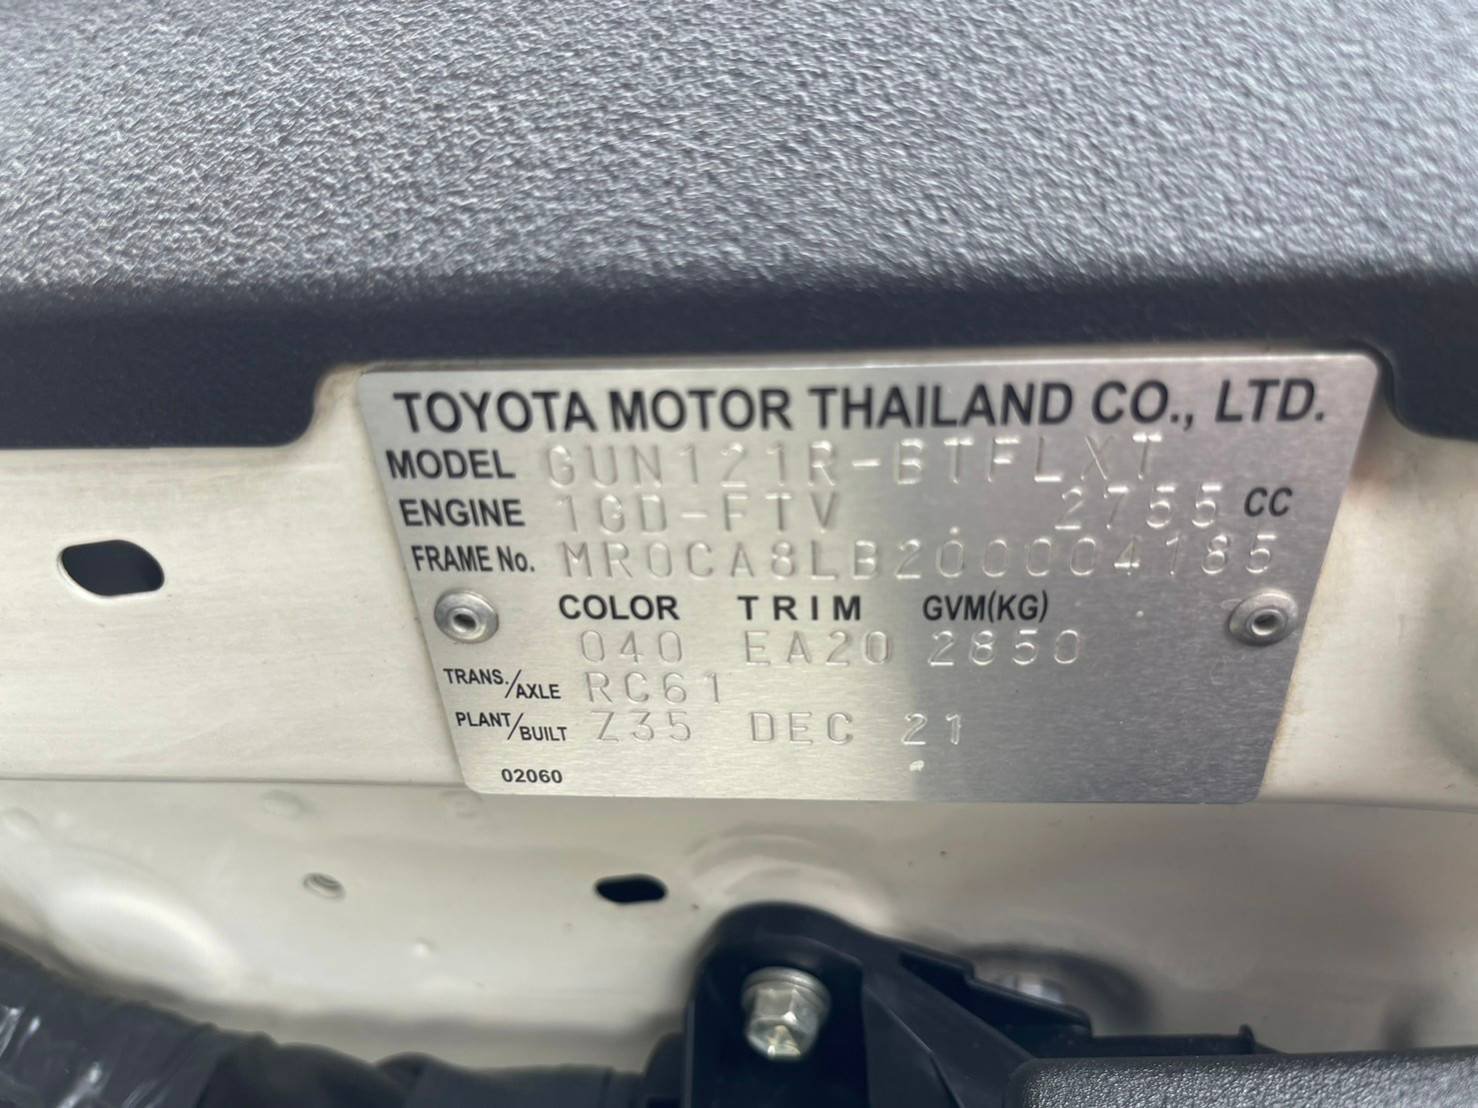 TOYOTA MOTOR THAILAND CO., LTD.
MODEL GUN121R-BTFLXT
ENGINE 1GD-FTV 2755 CC
FRAME No. MR0CA8LB200004185
COLOR TRIM GVM(KG)
040 EA20 2850
TRANS./AXLE RC61
PLANT/BUILT Z35 DEC 21
02060